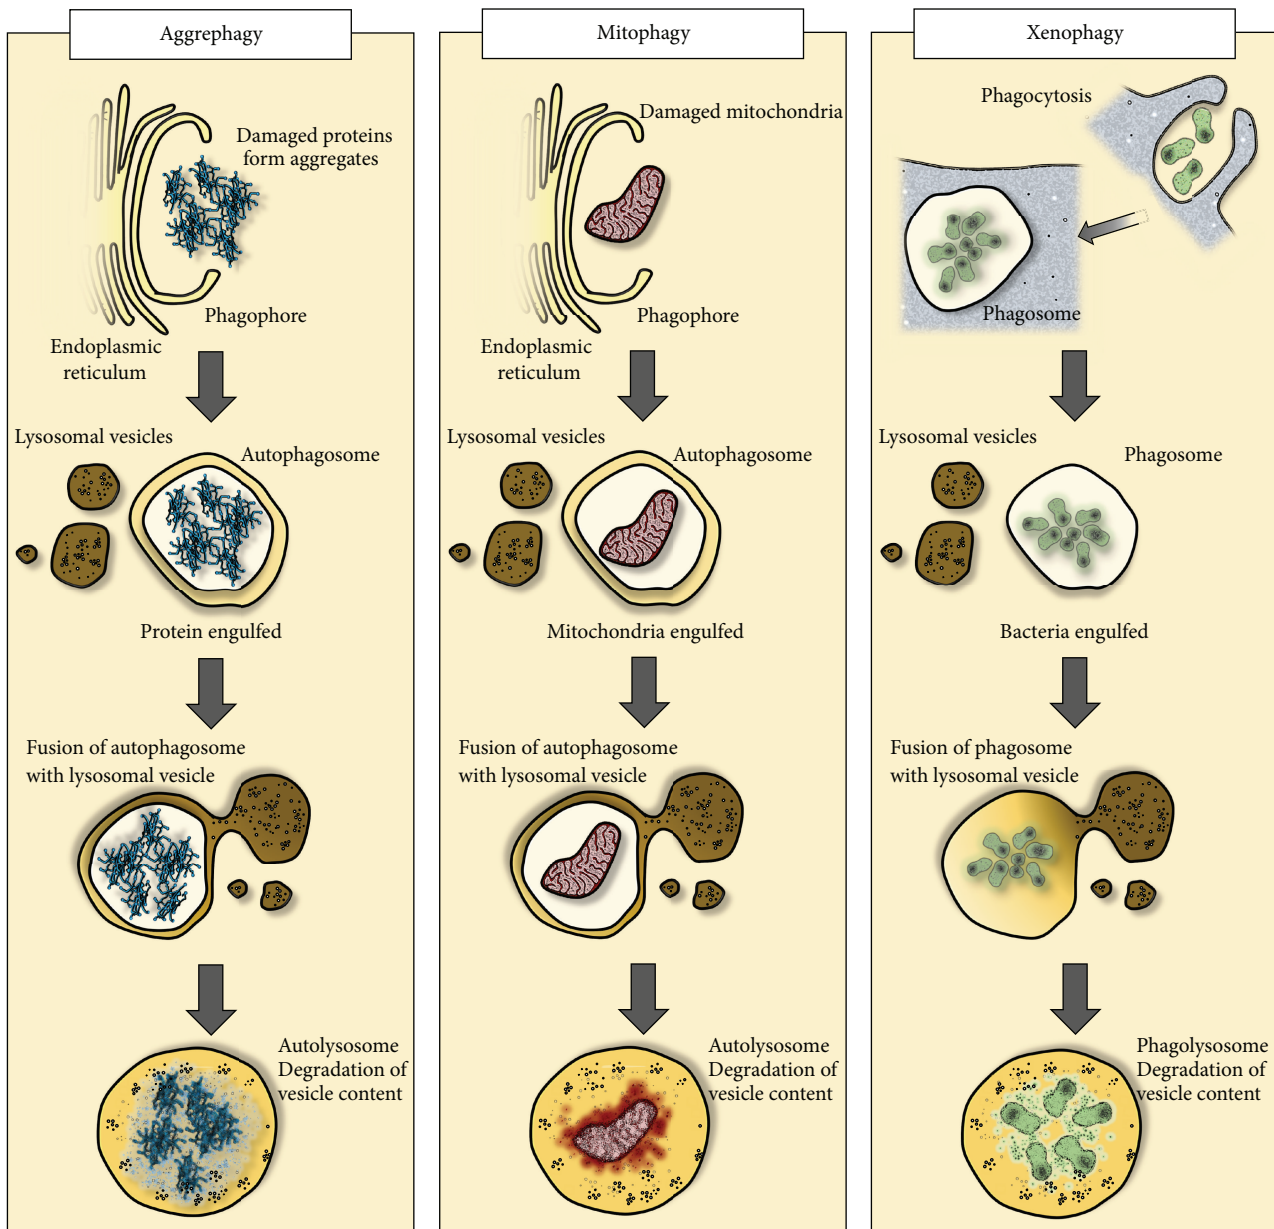 Aggrephagy
Damaged proteins
form aggregates
Phagophore
Endoplasmic
reticulum
Lysosomal vesicles
Autophagosome
Protein engulfed
Fusion of autophagosome
with lysosomal vesicle
Autolysosome
Degradation of
vesicle content
Mitophagy
Damaged mitochondria
Phagophore
Endoplasmic
reticulum
Lysosomal vesicles
Autophagosome
Mitochondria engulfed
Fusion of autophagosome
with lysosomal vesicle
Autolysosome
Degradation of
vesicle content
Xenophagy
Phagocytosis
Phagosome
Lysosomal vesicles
Phagosome
Bacteria engulfed
Fusion of phagosome
with lysosomal vesicle
Phagolysosome
Degradation of
vesicle content